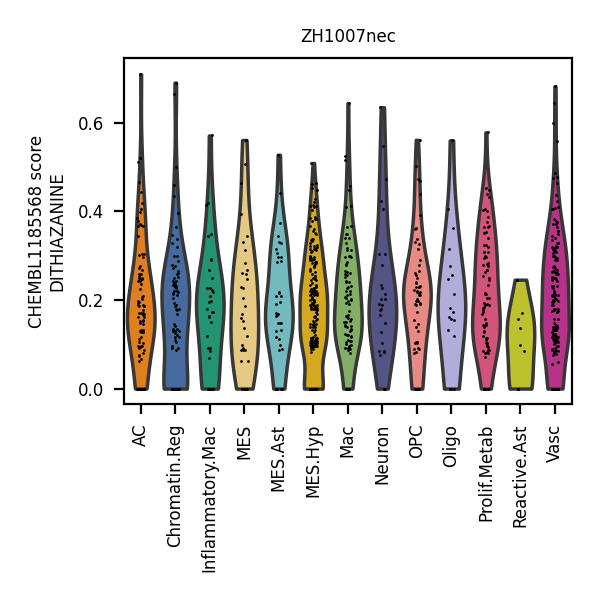 ZH1007nec
CHEMBL1185568 score
DITHIAZANINE
0.6
0.4
0.2
0.0
AC
Chromatin.Reg
Inflammatory.Mac
MES
MES.Ast
MES.Hyp
Mac
Neuron
OPC
Oligo
Prolif.Metab
Reactive.Ast
Vasc